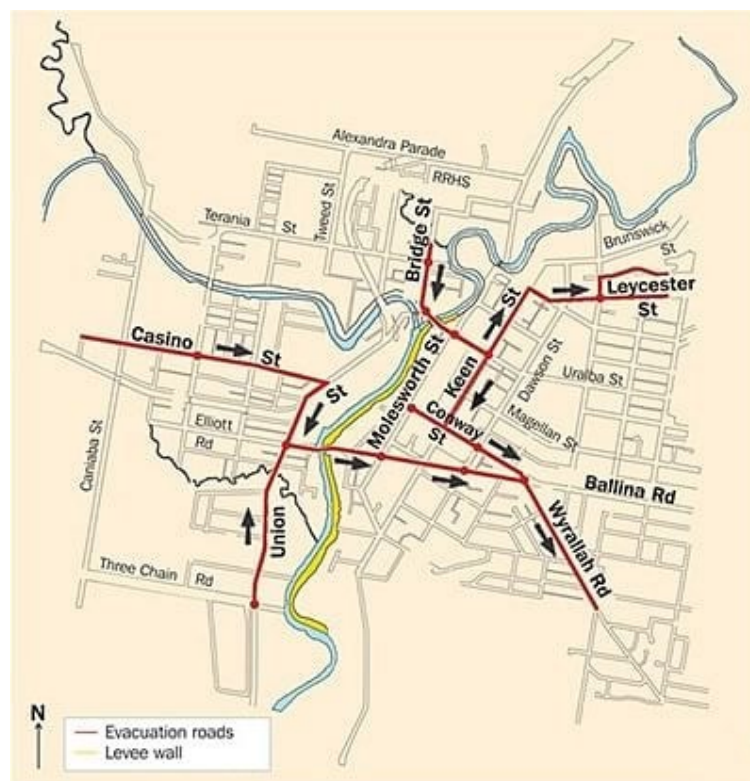 Alexandra Parade
RRHS
Tweed St
Terania
St
Bridge St
Brunswick
St
Leycester
St
Casino
St
St
Keen
St
Dawson St
Uralba St
Molesworth St
Magellan St
Conway
St
Elliott
Rd
Caniaba St
Ballina Rd
Union
Wyrallah Rd
Three Chain
Rd
N
Evacuation roads
Levee wall